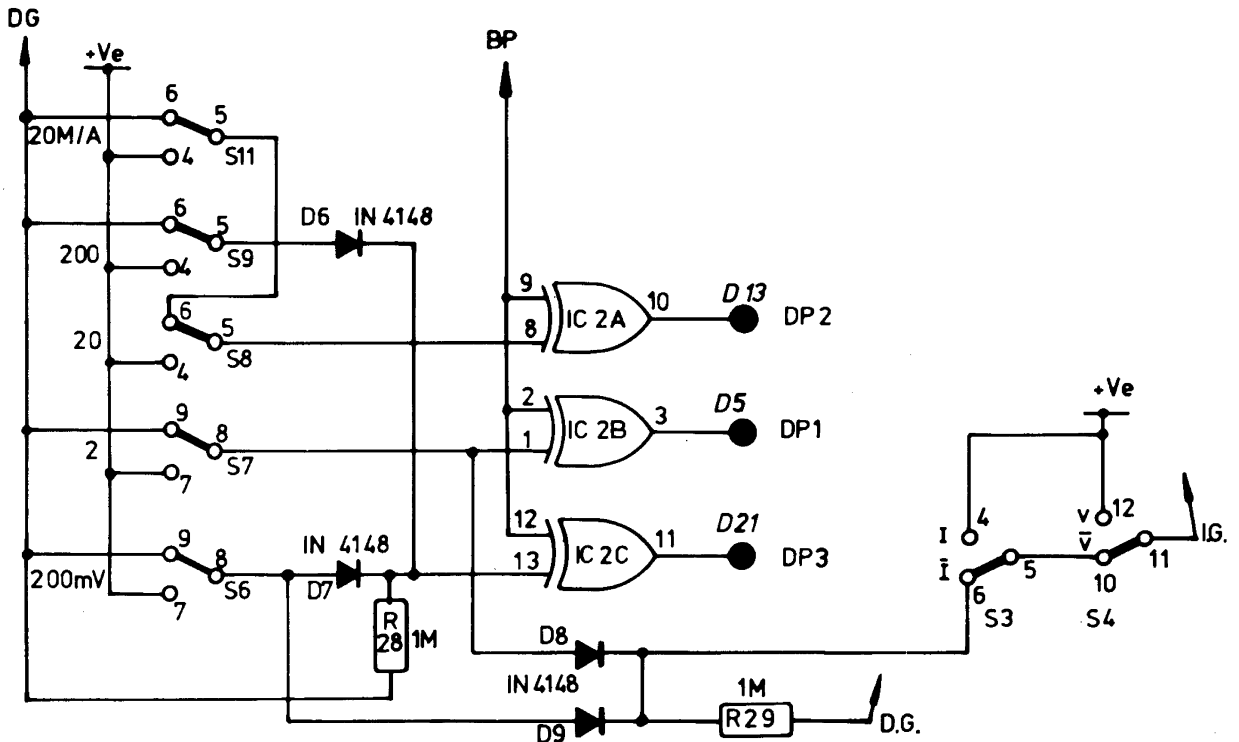 DG
+Ve
BP
6
5
20M/A
4
S11
6
5
D6
IN 4148
200
4
S9
6
5
20
4
S8
9
8
IC 2A
10
D13
DP2
9
8
2
S7
7
2
1
IC 2B
3
D5
DP1
+Ve
9
8
IN 4148
200mV
7
S6
D7
12
13
IC 2C
11
D21
DP3
I
4
V
12
Ī
V̄
I.G.
6
5
10
11
S3
S4
R
28
1M
D8
IN 4148
D9
1M
R29
D.G.